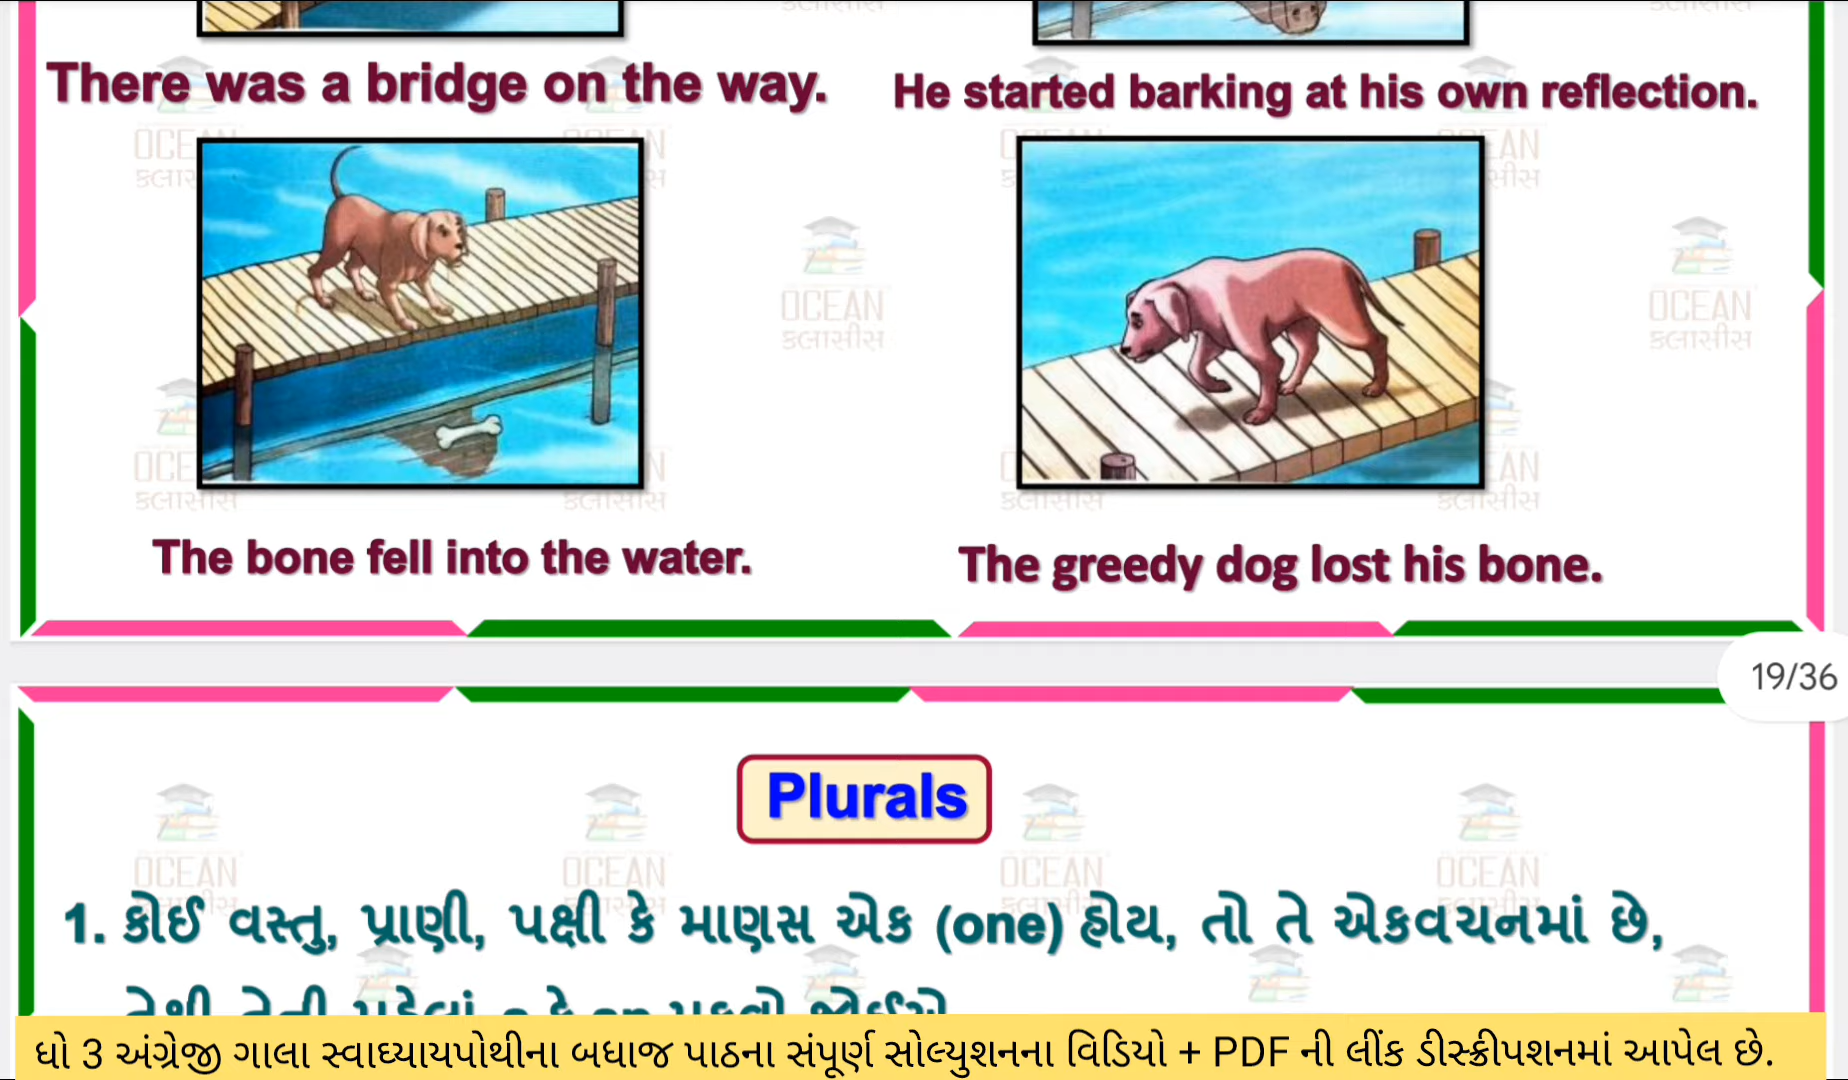 There was a bridge on the way.
He started barking at his own reflection.
The bone fell into the water.
The greedy dog lost his bone.
19/36
Plurals
1. કોઈ વસ્તુ, પ્રાણી, પક્ષી કે માણસ એક (one) હોય, તો તે એકવચનમાં છે,
ધો 3 અંગ્રેજી ગાલા સ્વાધ્યાયપોથીના બધાજ પાઠના સંપૂર્ણ સોલ્યુશનના વિડિયો + PDF ની લીંક ડીસ્ક્રીપશનમાં આપેલ છે.
OCEAN
કલાસીસ